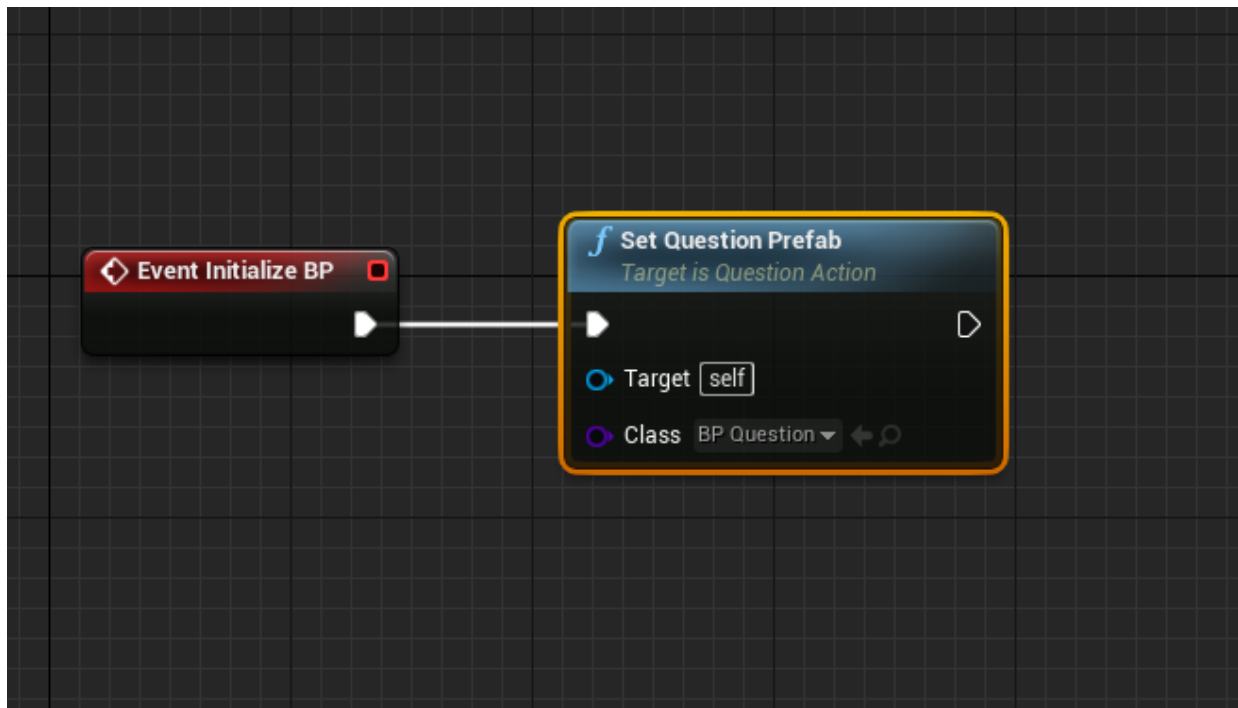 Event Initialize BP
f Set Question Prefab
Target is Question Action
Target self
Class BP Question